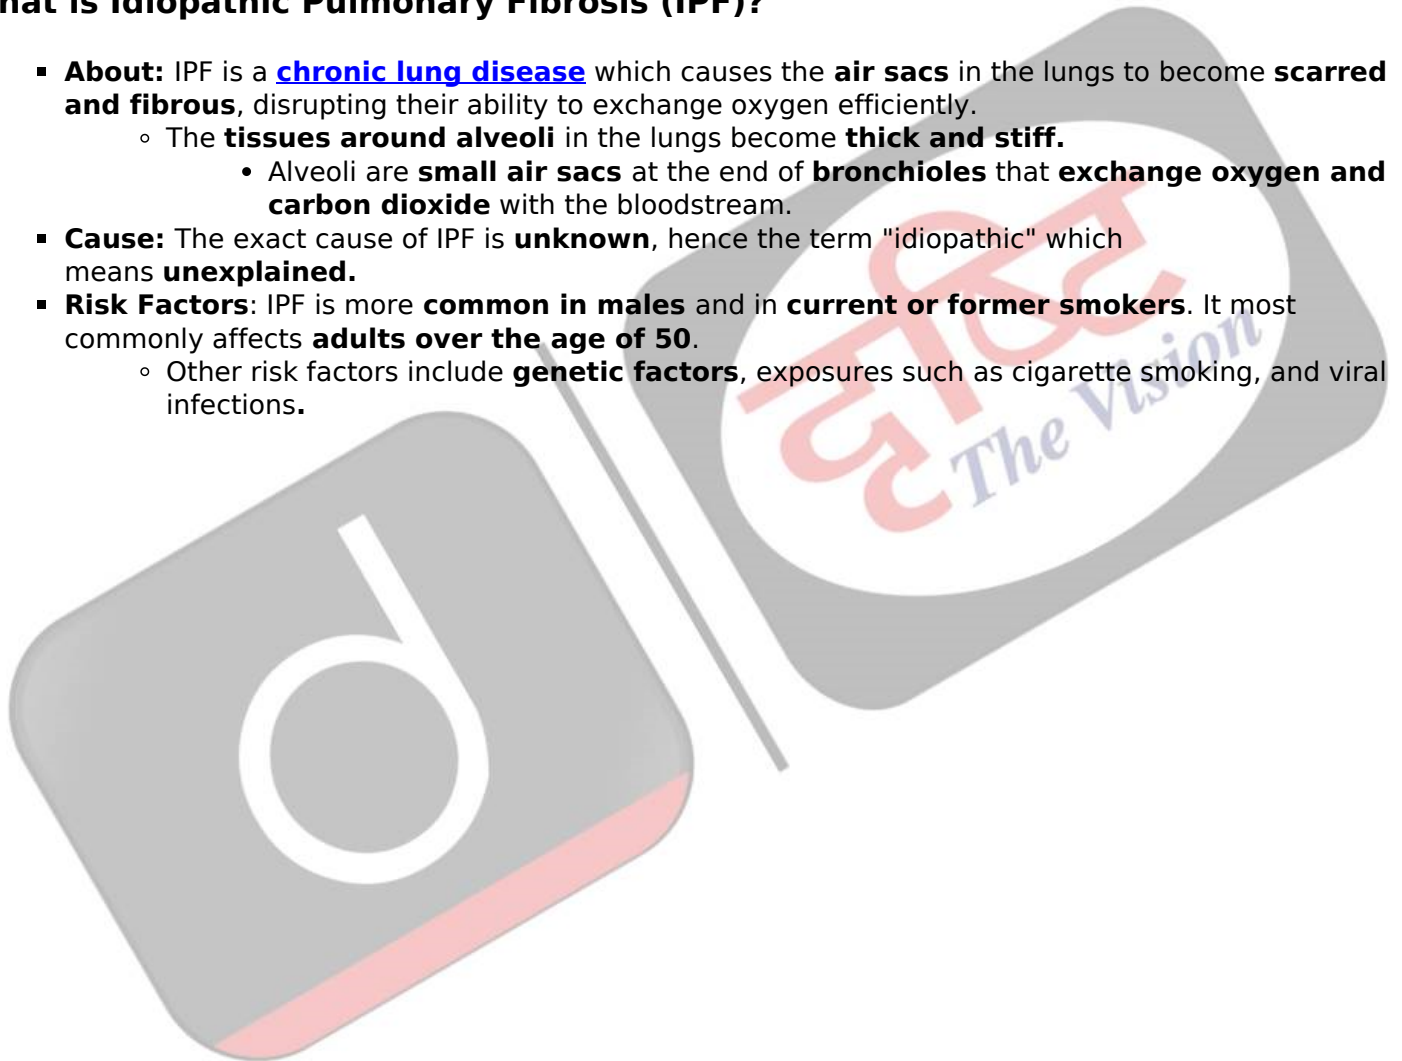 hat is Idiopathic Pulmonary Fibrosis (IPF)?
▪ About: IPF is a chronic lung disease which causes the air sacs in the lungs to become scarred
and fibrous, disrupting their ability to exchange oxygen efficiently.
◦ The tissues around alveoli in the lungs become thick and stiff.
• Alveoli are small air sacs at the end of bronchioles that exchange oxygen and
carbon dioxide with the bloodstream.
▪ Cause: The exact cause of IPF is unknown, hence the term "idiopathic" which
means unexplained.
▪ Risk Factors: IPF is more common in males and in current or former smokers. It most
commonly affects adults over the age of 50.
◦ Other risk factors include genetic factors, exposures such as cigarette smoking, and viral
infections.
दृष्टि
The Vision
d